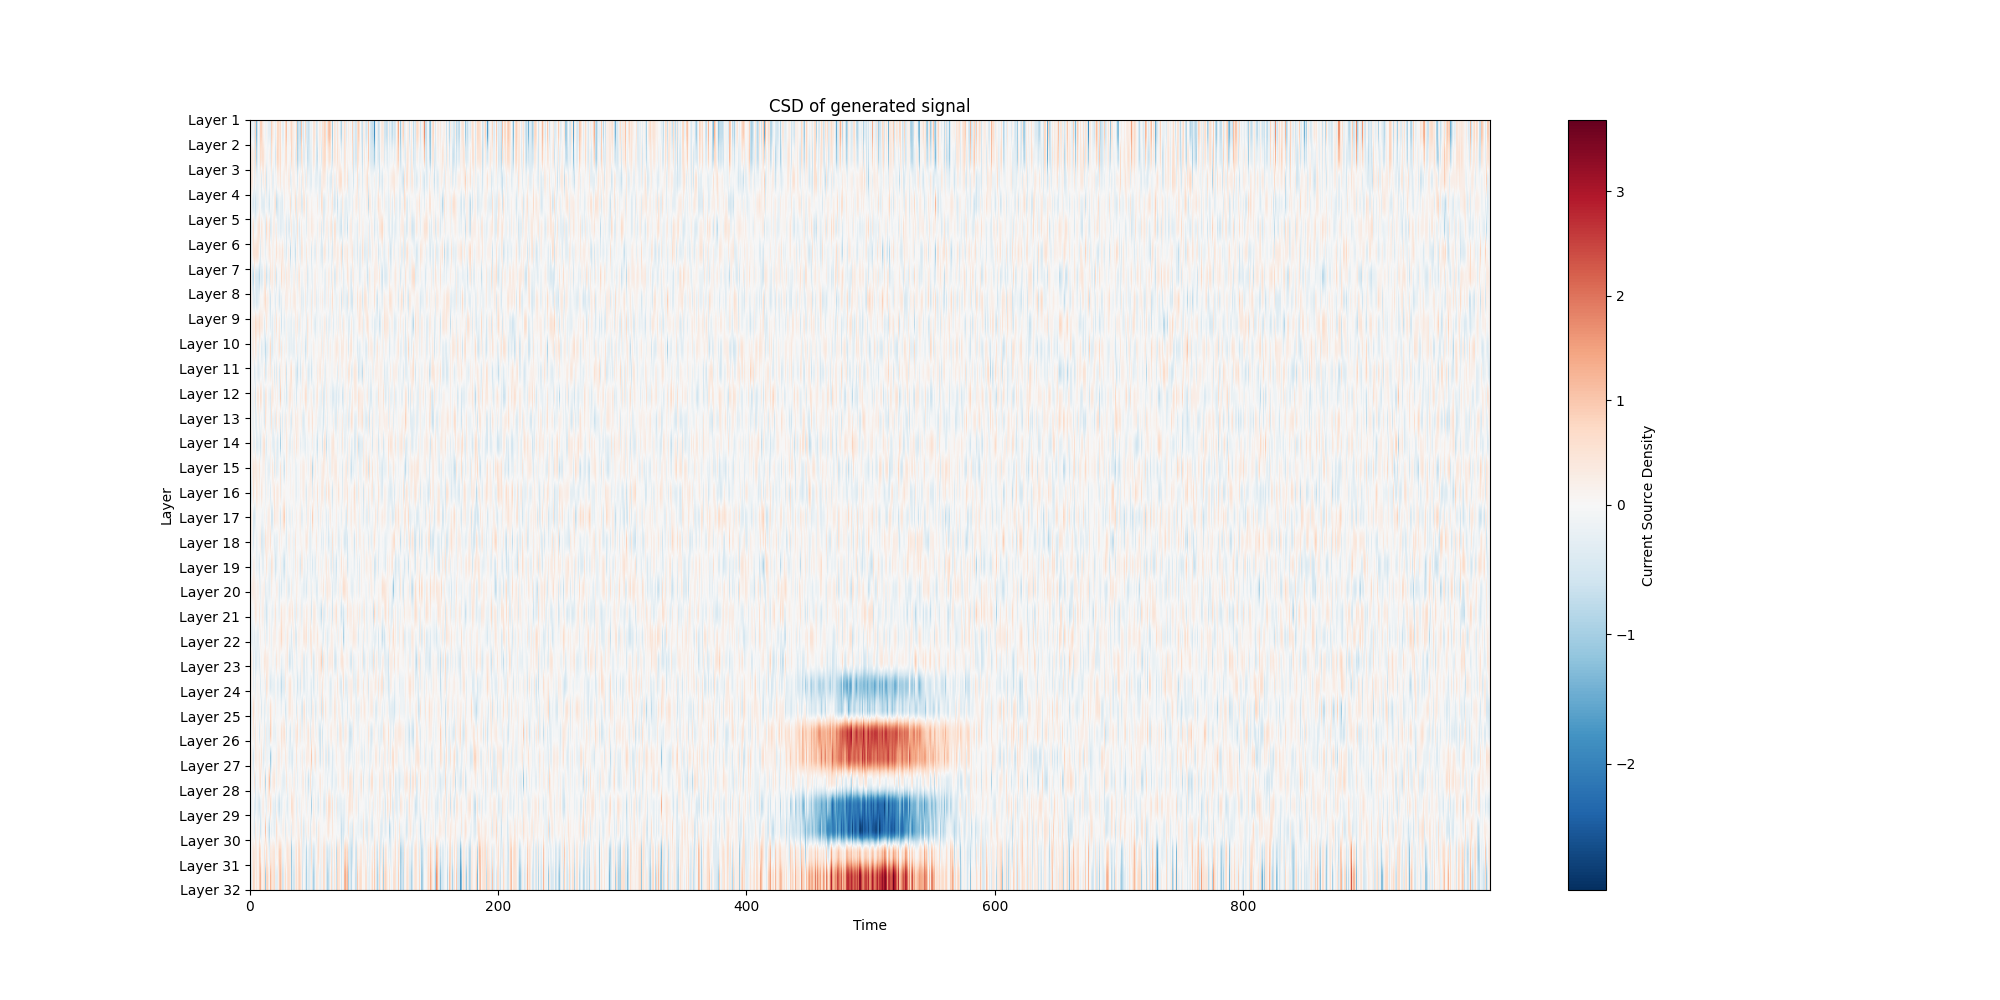 CSD of generated signal
Layer 1
Layer 2
Layer 3
Layer 4
Layer 5
Layer 6
Layer 7
Layer 8
Layer 9
Layer 10
Layer 11
Layer 12
Layer 13
Layer 14
Layer 15
Layer 16
Layer 17
Layer 18
Layer 19
Layer 20
Layer 21
Layer 22
Layer 23
Layer 24
Layer 25
Layer 26
Layer 27
Layer 28
Layer 29
Layer 30
Layer 31
Layer 32
Layer
0
200
400
600
800
Time
3
2
1
0
−1
−2
Current Source Density